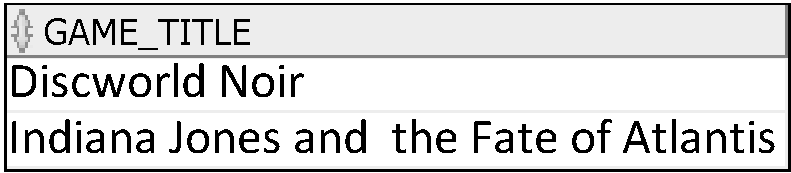 GAME_TITLE
Discworld Noir
Indiana Jones and  the Fate of Atlantis